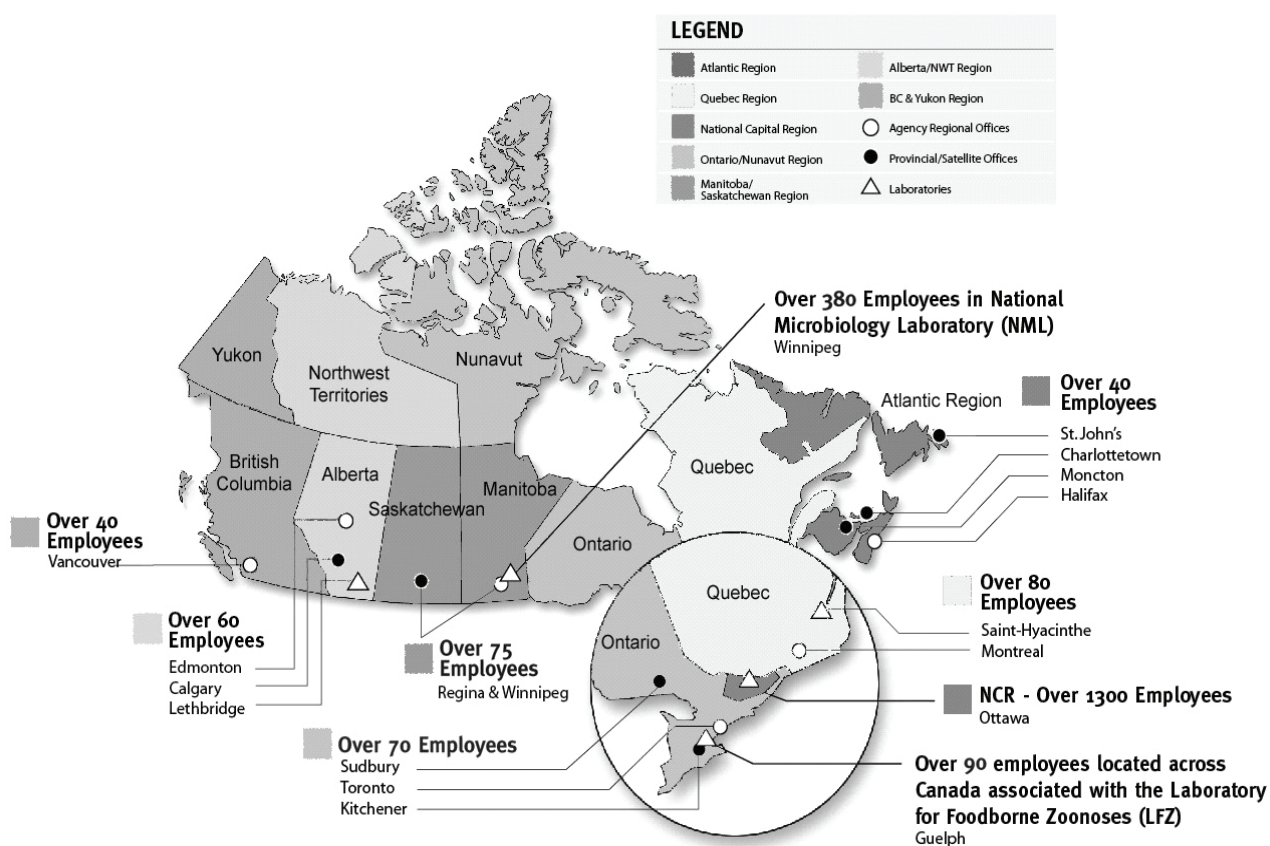 LEGEND
Atlantic Region
Alberta/NWT Region
Quebec Region
BC & Yukon Region
National Capital Region
Agency Regional Offices
Ontario/Nunavut Region
Provincial/Satellite Offices
Manitoba/
Saskatchewan Region
Laboratories
Over 380 Employees in National
Microbiology Laboratory (NML)
Winnipeg
Yukon
Northwest
Territories
Nunavut
Atlantic Region
Over 40
Employees
St. John's
Charlottetown
Moncton
Halifax
British
Columbia
Alberta
Saskatchewan
Manitoba
Ontario
Quebec
Over 40
Employees
Vancouver
Over 60
Employees
Edmonton
Calgary
Lethbridge
Over 75
Employees
Regina & Winnipeg
Quebec
Ontario
Over 80
Employees
Saint-Hyacinthe
Montreal
NCR - Over 1300 Employees
Ottawa
Over 70 Employees
Sudbury
Toronto
Kitchener
Over 90 employees located across
Canada associated with the Laboratory
for Foodborne Zoonoses (LFZ)
Guelph